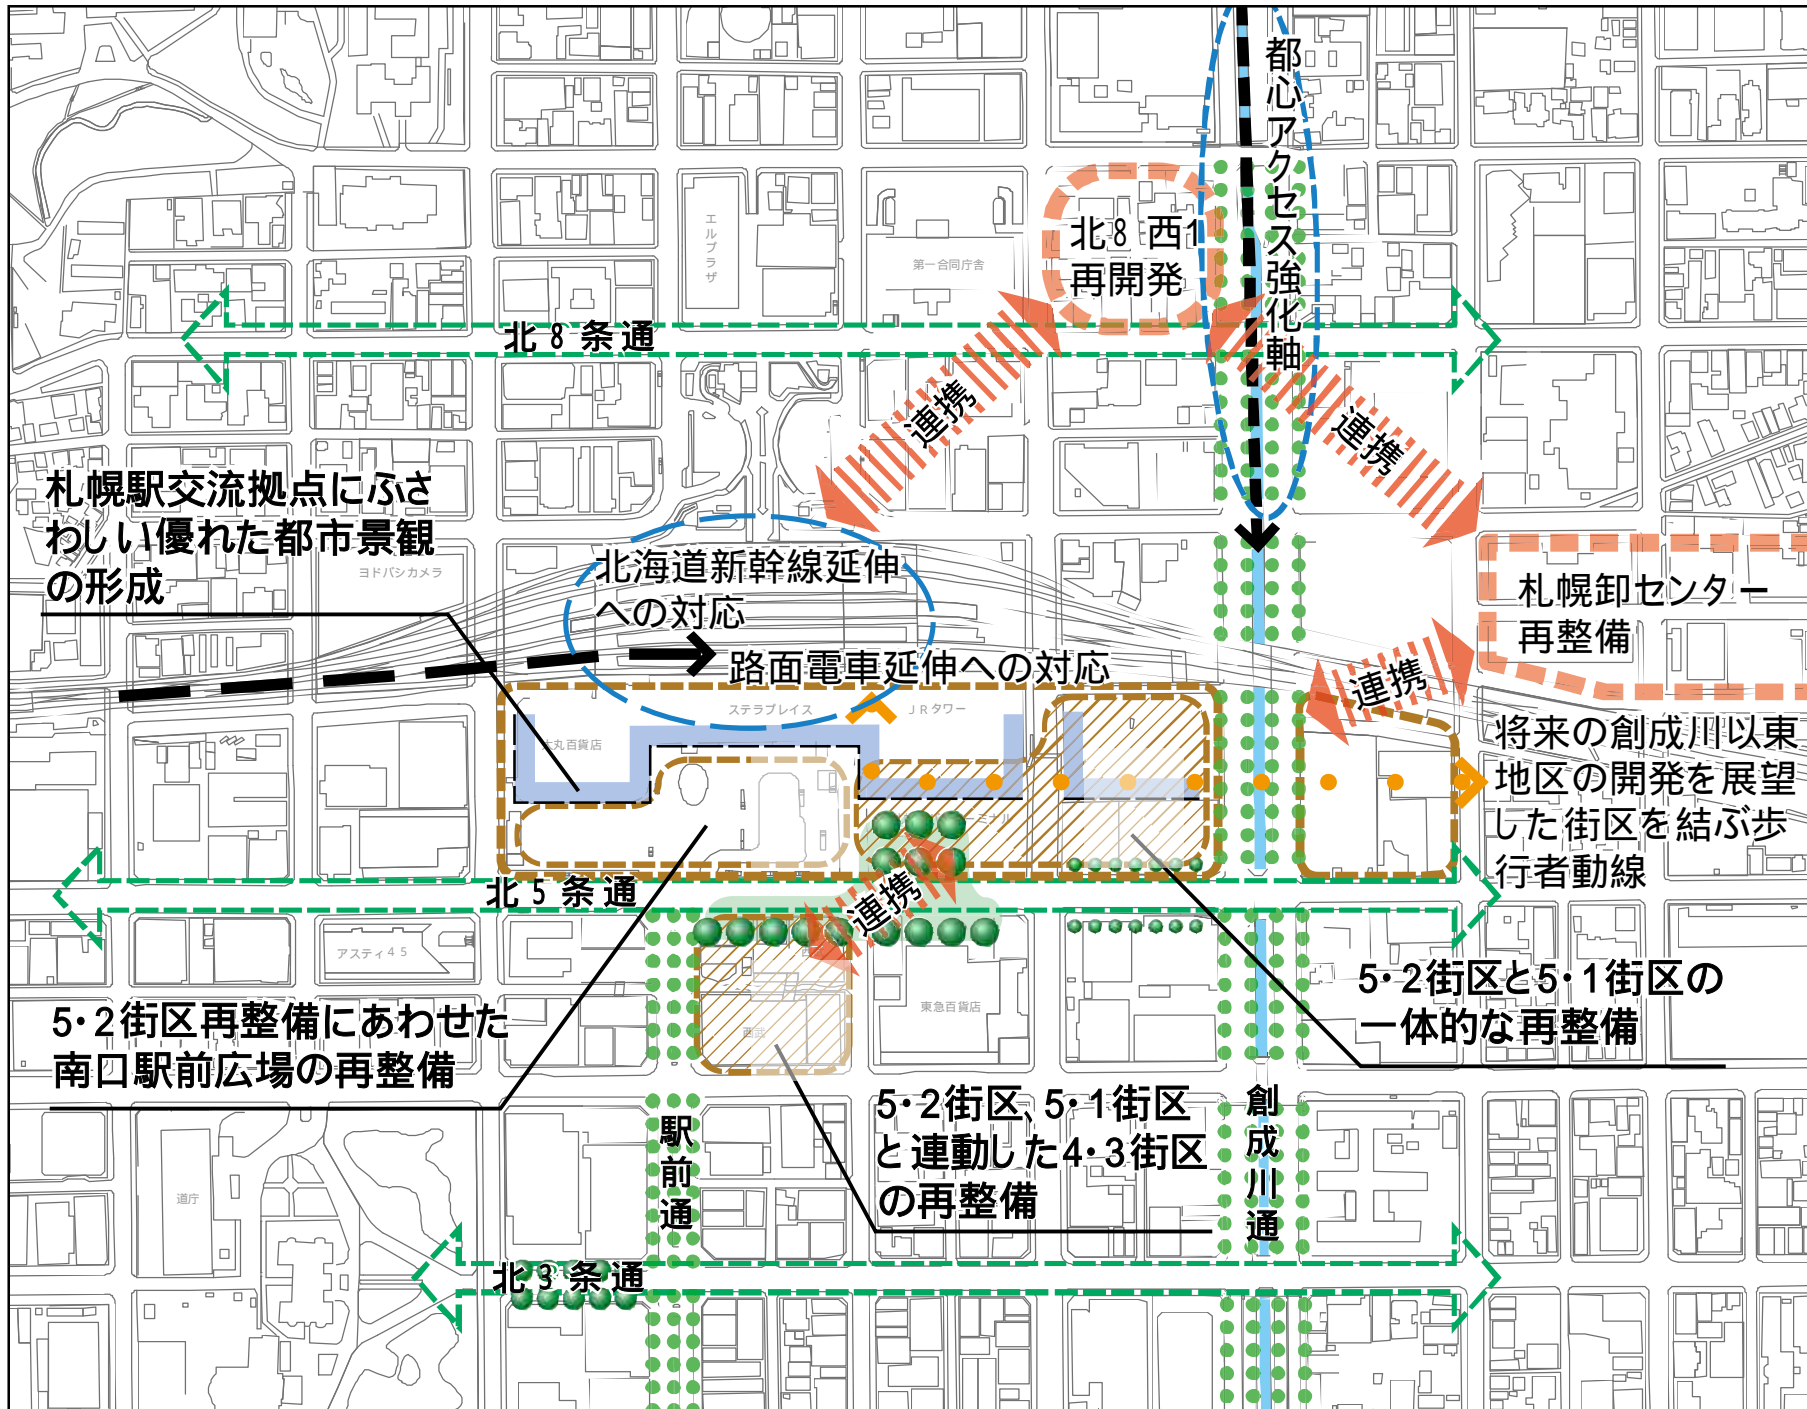 都心アクセス強化軸
エルプラザ
第一合同庁舎
北8 西1
再開発
北8条通
連携
連携
札幌駅交流拠点にふさ
わしい優れた都市景観
の形成
ヨドバシカメラ
北海道新幹線延伸
への対応
路面電車延伸への対応
札幌卸センター
再整備
連携
ステラプレイス
JRタワー
大丸百貨店
将来の創成川以東
地区の開発を展望
した街区を結ぶ歩
行者動線
ーミナル
北5条通
連携
アスティ45
西
東急百貨店
西武
5・2街区と5・1街区の
一体的な再整備
5・2街区再整備にあわせた
南口駅前広場の再整備
5・2街区、5・1街区
と連動した4・3街区
の再整備
駅前通
創成川通
道庁
北3条通